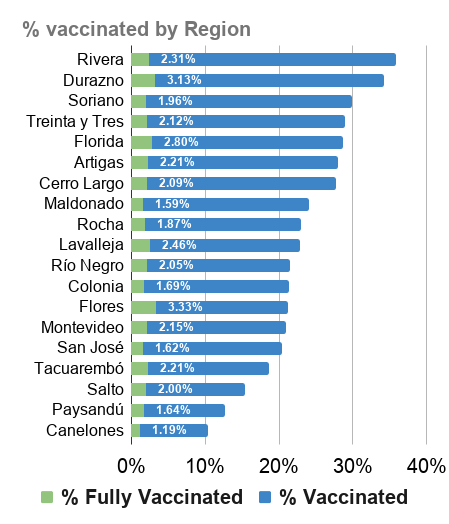 % vaccinated by Region
Rivera 2.31%
Durazno 3.13%
Soriano 1.96%
Treinta y Tres 2.12%
Florida 2.80%
Artigas 2.21%
Cerro Largo 2.09%
Maldonado 1.59%
Rocha 1.87%
Lavalleja 2.46%
Río Negro 2.05%
Colonia 1.69%
Flores 3.33%
Montevideo 2.15%
San José 1.62%
Tacuarembó 2.21%
Salto 2.00%
Paysandú 1.64%
Canelones 1.19%
0% 10% 20% 30% 40%
% Fully Vaccinated % Vaccinated